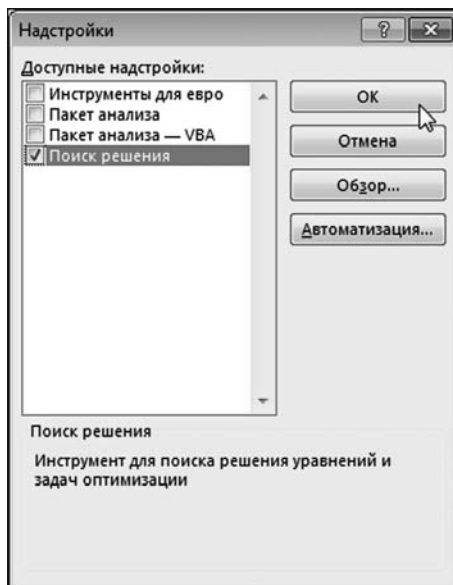 Надстройки
Доступные надстройки:
Инструменты для евро
Пакет анализа
Пакет анализа — VBA
Поиск решения
ОК
Отмена
Обзор...
Автоматизация...
Поиск решения
Инструмент для поиска решения уравнений и
задач оптимизации